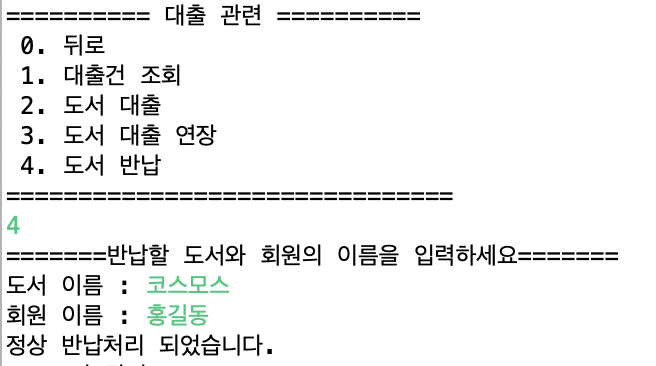 ========== 대출 관련 ==========
0. 뒤로
1. 대출건 조회
2. 도서 대출
3. 도서 대출 연장
4. 도서 반납
===============================
4
=======반납할 도서와 회원의 이름을 입력하세요=======
도서 이름 : 코스모스
회원 이름 : 홍길동
정상 반납처리 되었습니다.